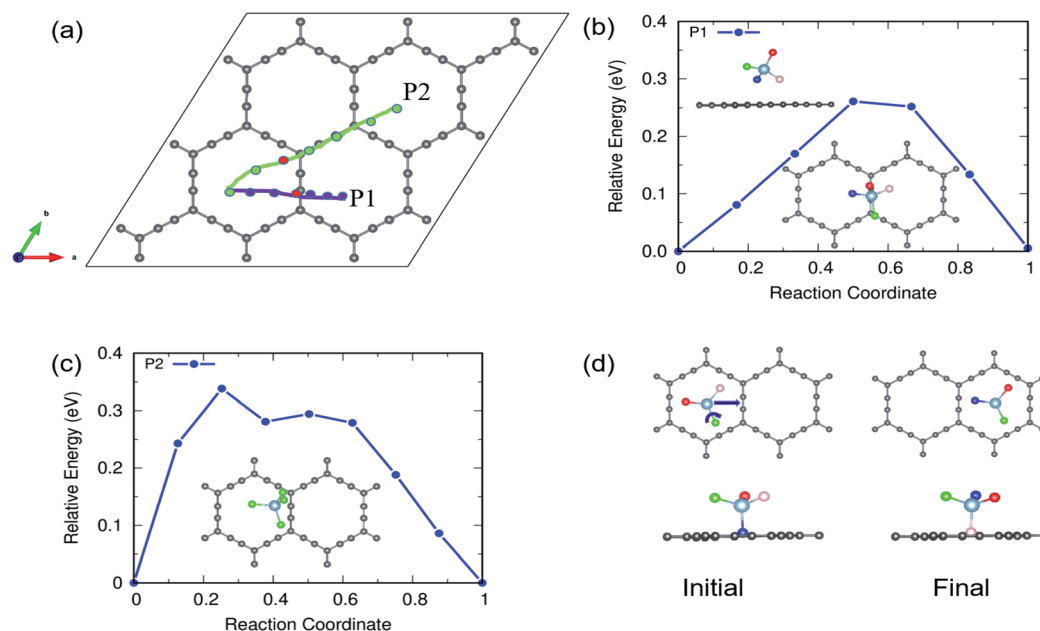 (a)
P2
P1
b
a
c
(b)
P1
Relative Energy (eV)
0.4
0.3
0.2
0.1
0.0
0
0.2
0.4
0.6
0.8
1
Reaction Coordinate
(c)
P2
Relative Energy (eV)
0.4
0.3
0.2
0.1
0
0.0
0.2
0.4
0.6
0.8
1
Reaction Coordinate
(d)
Initial
Final